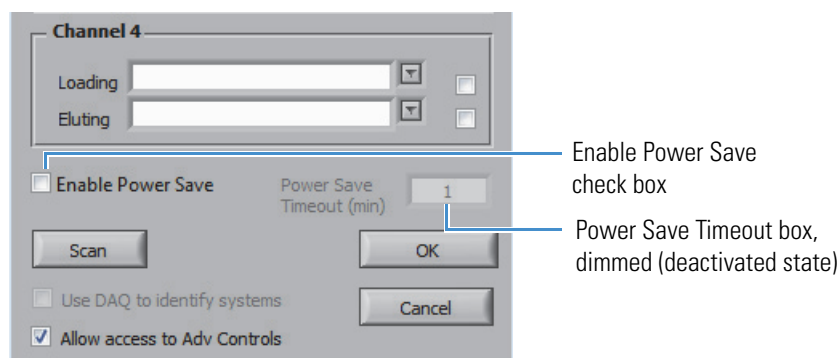 Channel 4
Loading
Eluting
Enable Power Save
Power Save
Timeout (min)
1
Scan
OK
Use DAQ to identify systems
Cancel
Allow access to Adv Controls
Enable Power Save
check box
Power Save Timeout box,
dimmed (deactivated state)